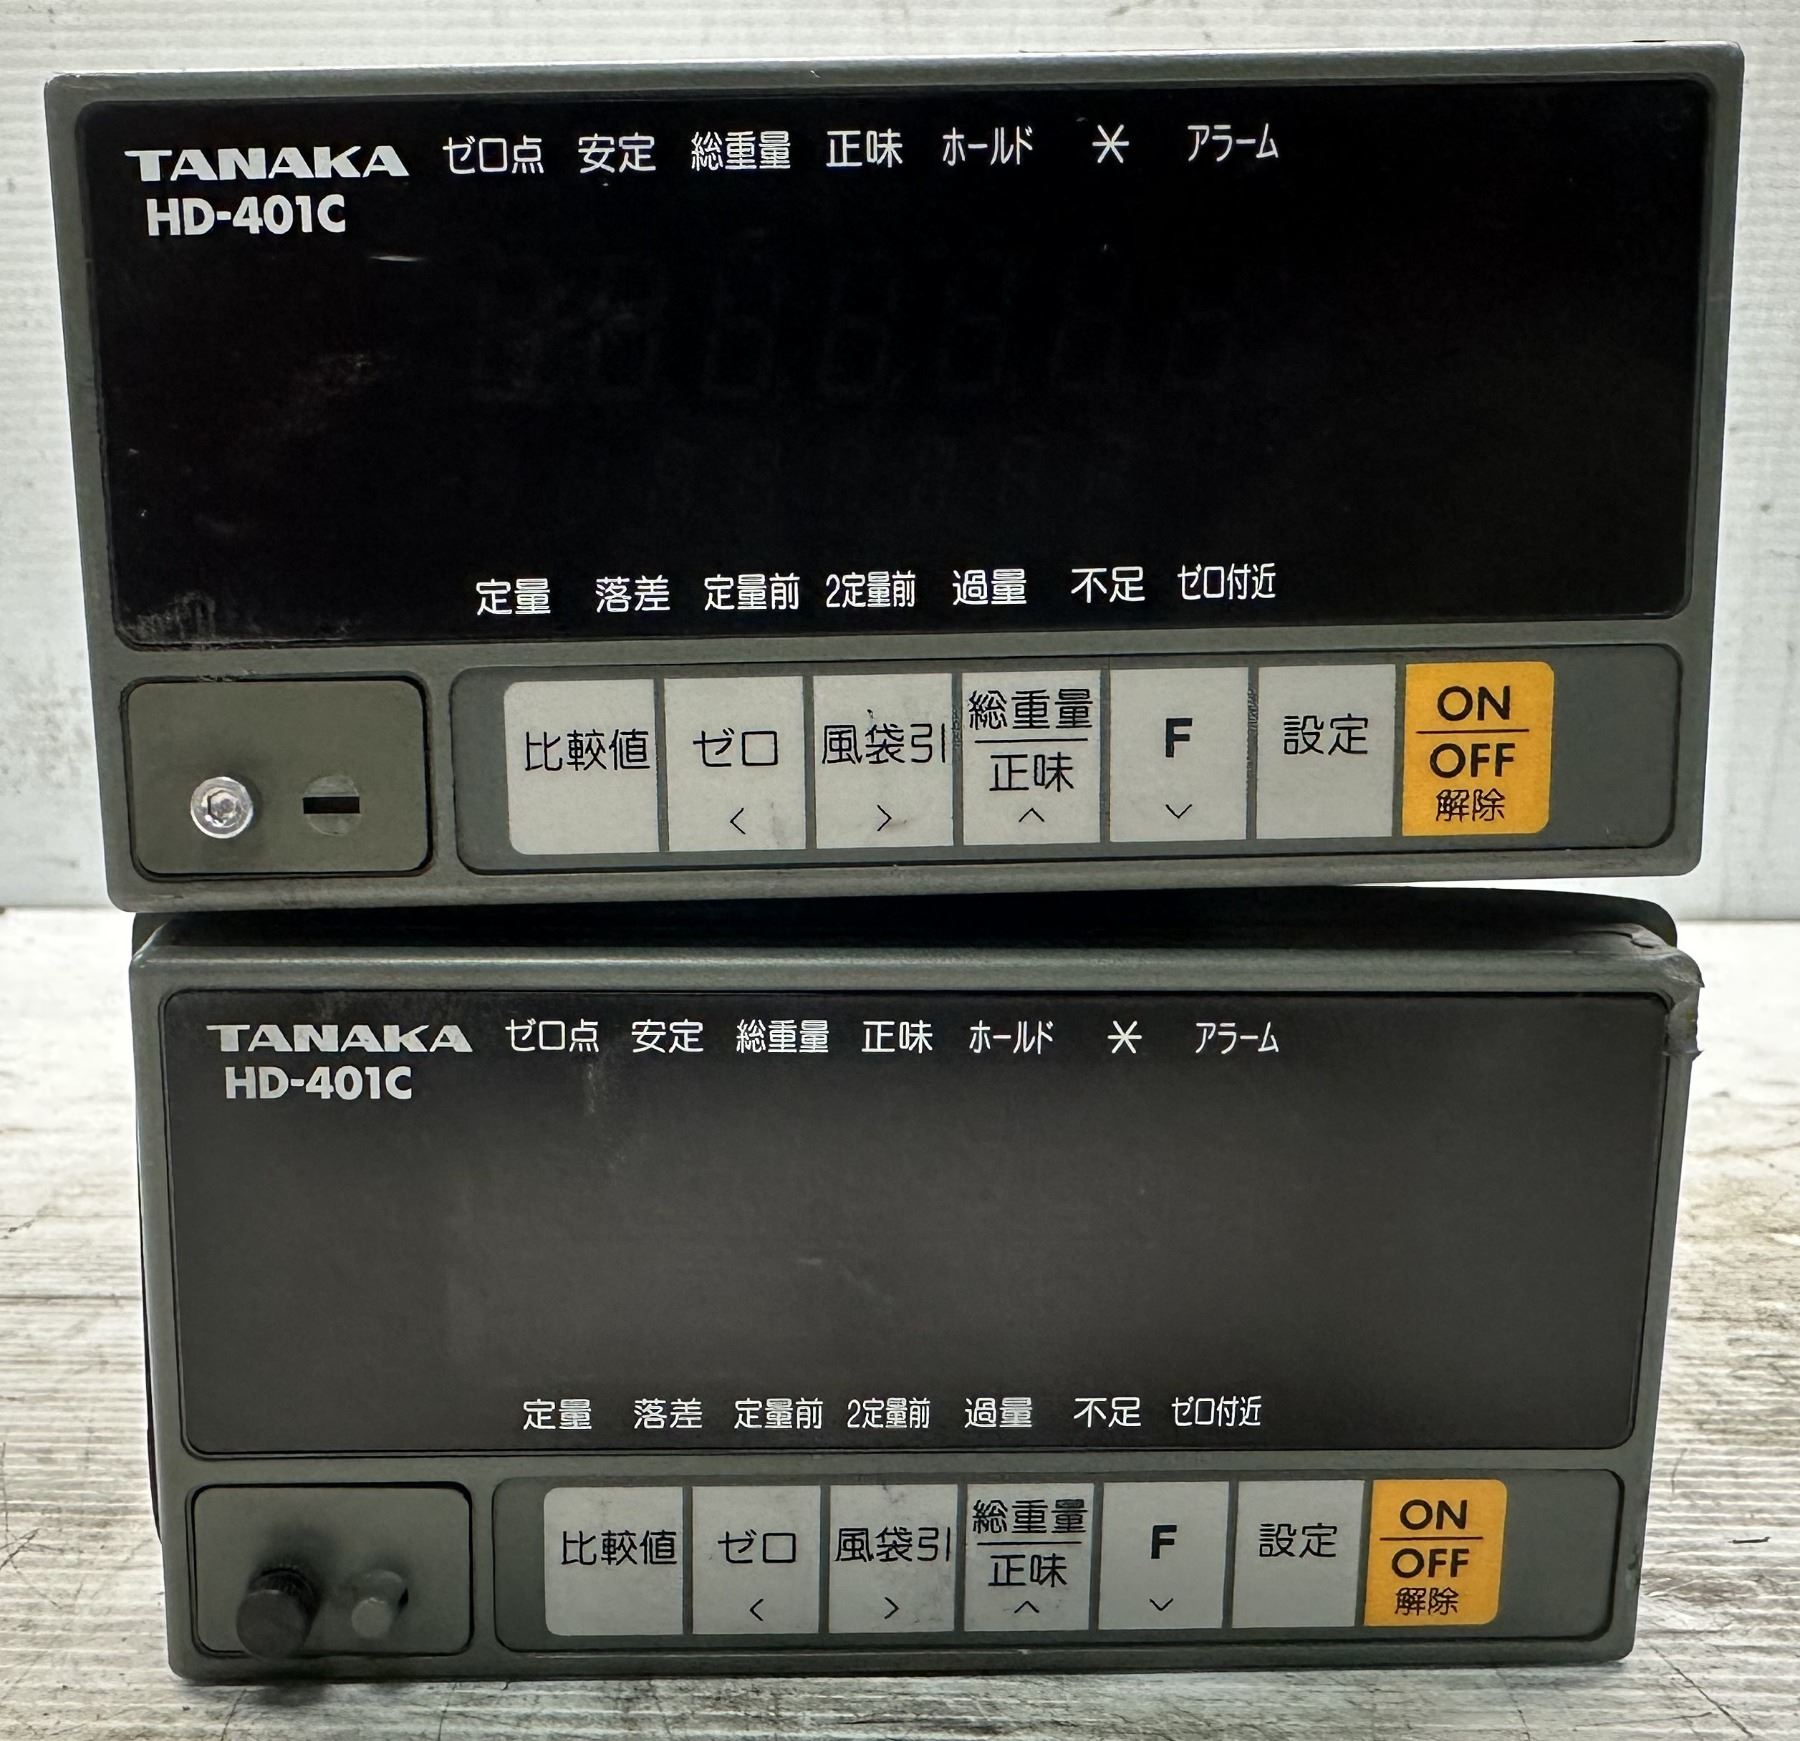 TANAKA ゼロ点 安定 総重量 正味 ホールド ＊ アラーム
HD-401C
定量 落差 定量前 2定量前 過量 不足 ゼロ付近
比較値 ゼロ 風袋引 総重量 F 設定 ON
正味 OFF
< > ^ ∨ 解除
TANAKA ゼロ点 安定 総重量 正味 ホールド ＊ アラーム
HD-401C
定量 落差 定量前 2定量前 過量 不足 ゼロ付近
比較値 ゼロ 風袋引 総重量 F 設定 ON
正味 OFF
< > ^ ∨ 解除